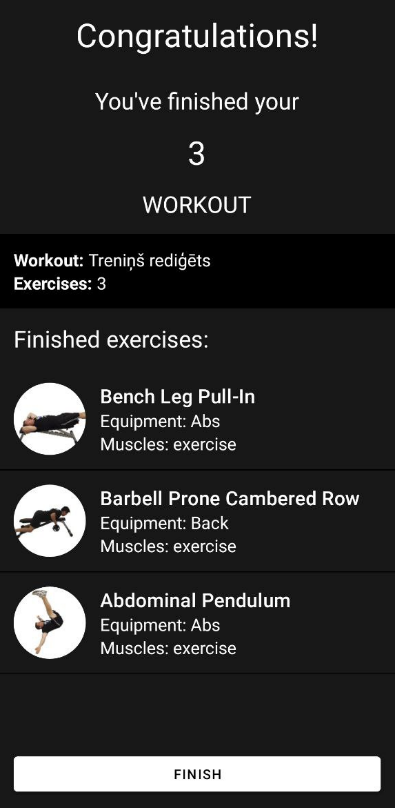 Congratulations!
You've finished your
3
WORKOUT
Workout: Treniņš rediģēts
Exercises: 3
Finished exercises:
Bench Leg Pull-In
Equipment: Abs
Muscles: exercise
Barbell Prone Cambered Row
Equipment: Back
Muscles: exercise
Abdominal Pendulum
Equipment: Abs
Muscles: exercise
FINISH